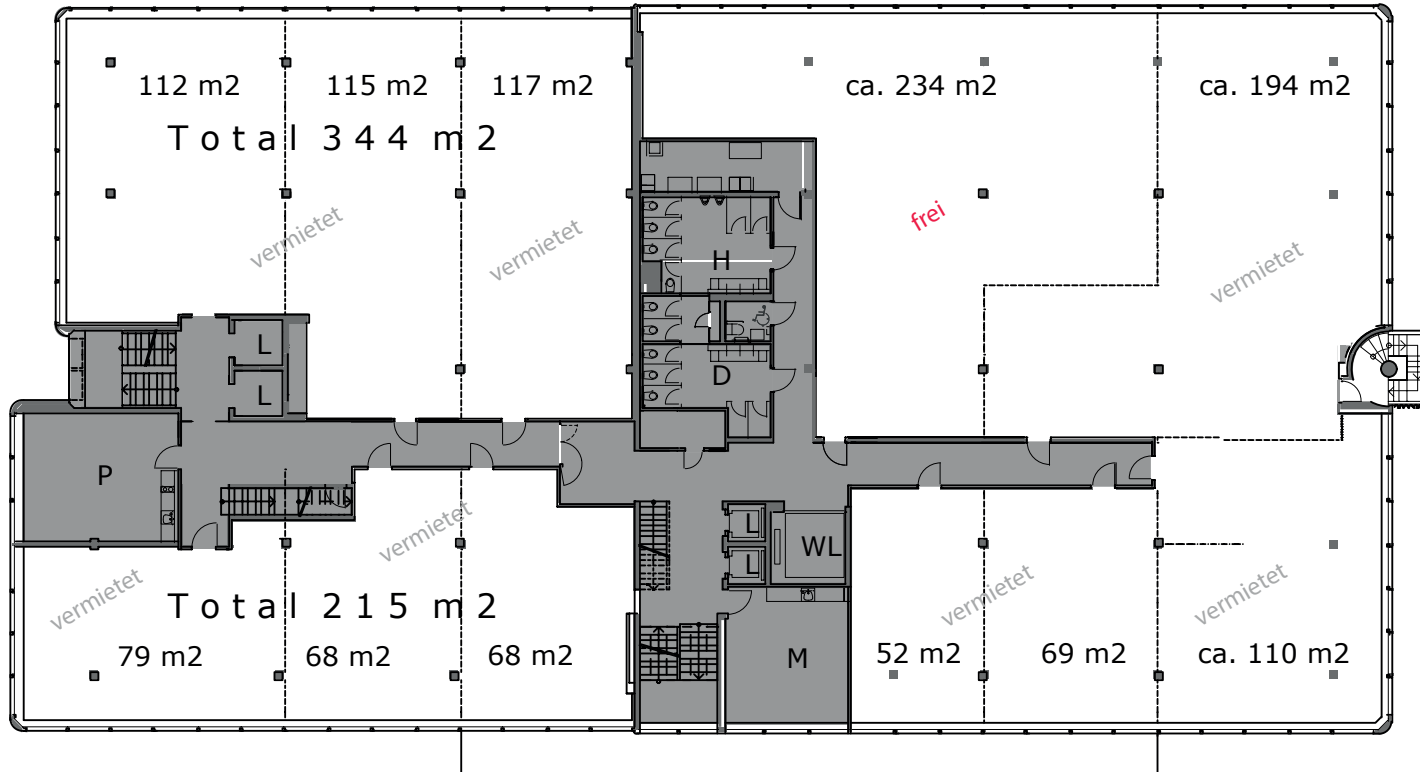 112 m2
115 m2
117 m2
ca. 234 m2
ca. 194 m2
Total 344 m2
vermietet
vermietet
frei
vermietet
H
L
L
D
P
vermietet
L
L
WL
vermietet
Total 215 m2
vermietet
vermietet
79 m2
68 m2
68 m2
M
52 m2
69 m2
ca. 110 m2